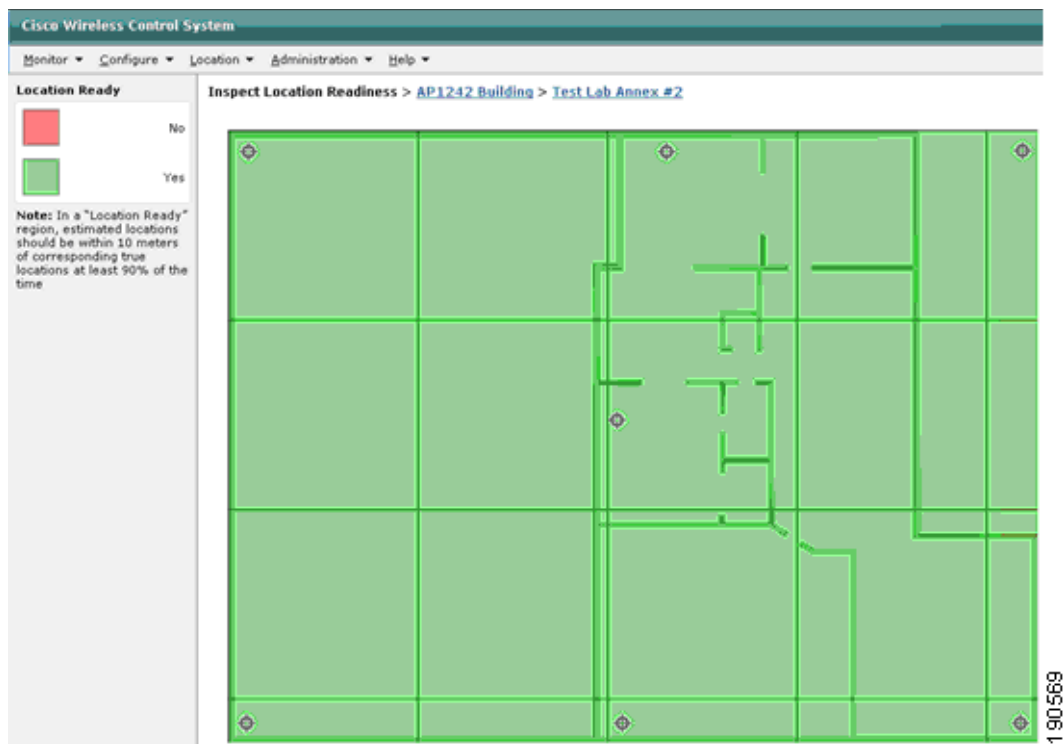 Cisco Wireless Control System
Monitor Configure Location Administration Help
Location Ready
No
Yes
Note: In a "Location Ready"
region, estimated locations
should be within 10 meters
of corresponding true
locations at least 90% of the
time
Inspect Location Readiness > AP1242 Building > Test Lab Annex #2
190569